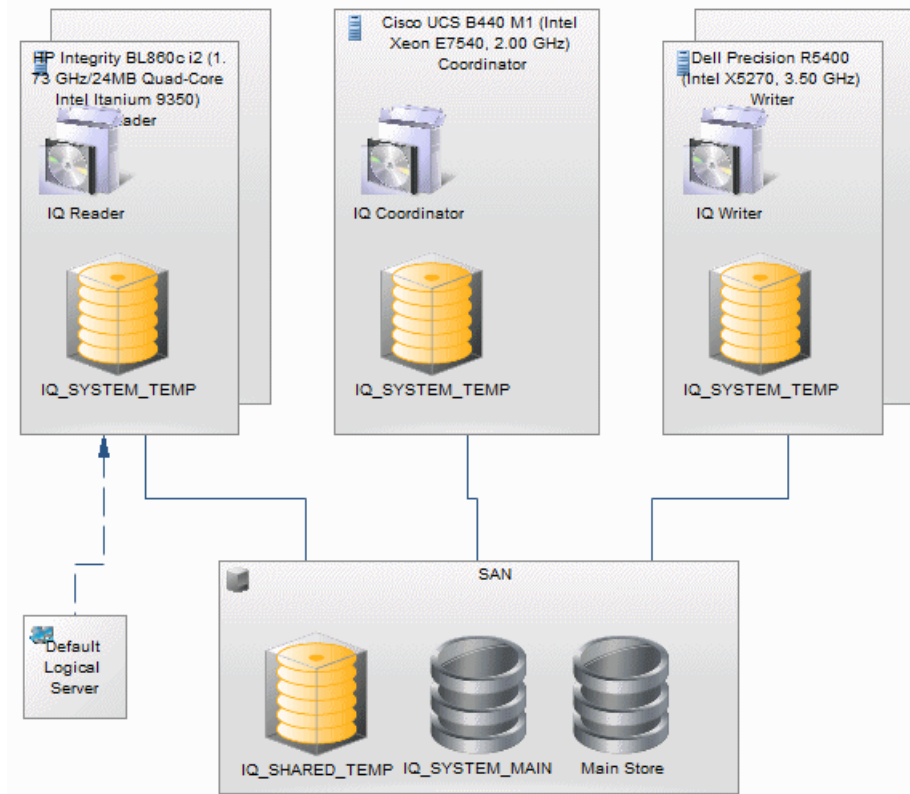 HP Integrity BL860c i2 (1.
73 GHz/24MB Quad-Core
Intel Itanium 9350)
ader
IQ Reader
IQ_SYSTEM_TEMP
Cisco UCS B440 M1 (Intel
Xeon E7540, 2.00 GHz)
Coordinator
IQ Coordinator
IQ_SYSTEM_TEMP
Dell Precision R5400
(Intel X5270, 3.50 GHz)
Writer
IQ Writer
IQ_SYSTEM_TEMP
Default
Logical
Server
SAN
IQ_SHARED_TEMP
IQ_SYSTEM_MAIN
Main Store